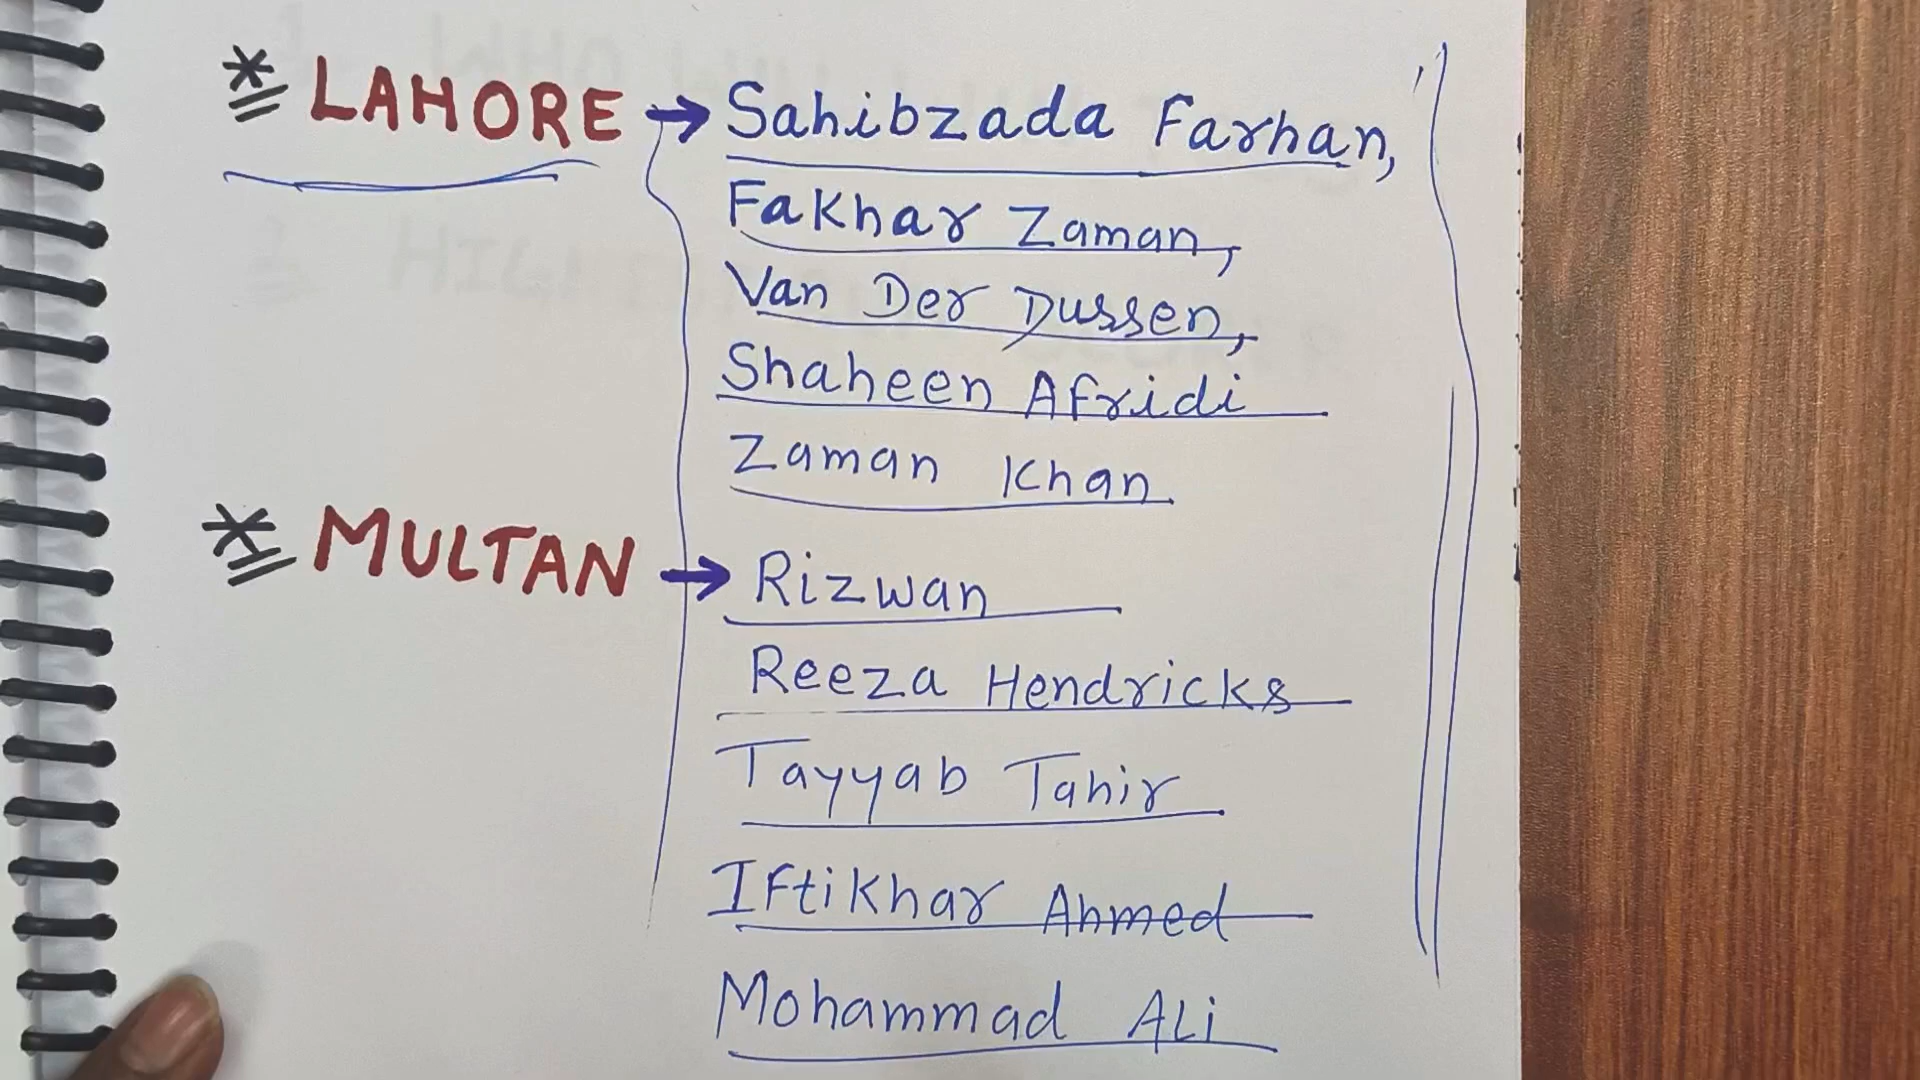 * LAHORE → Sahibzada Farhan,
Fakhar Zaman,
Van Der Dussen,
Shaheen Afridi
Zaman Khan
* MULTAN → Rizwan
Reeza Hendricks
Tayyab Tahir
Iftikhar Ahmed
Mohammad Ali